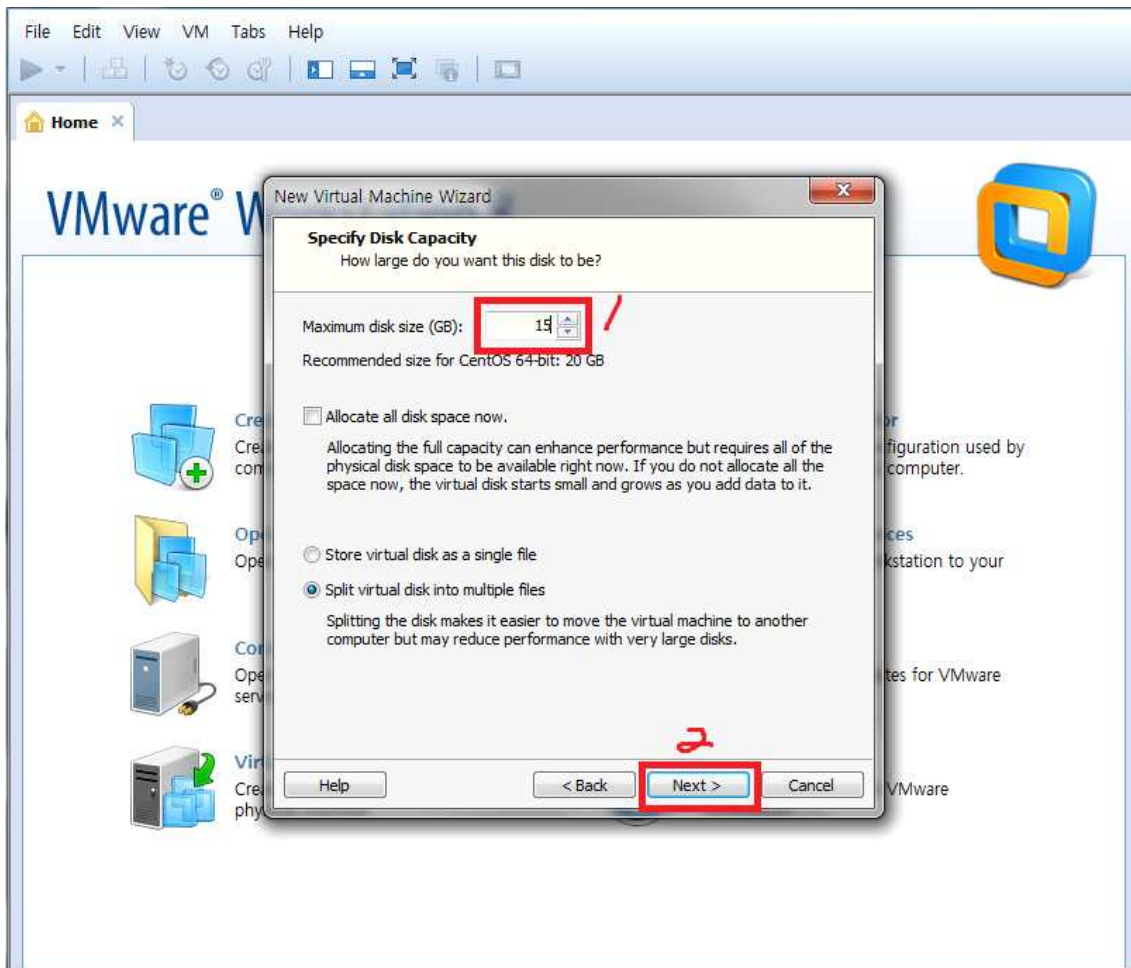 File Edit View VM Tabs Help
Home
VMware® W
New Virtual Machine Wizard
Specify Disk Capacity
How large do you want this disk to be?
Maximum disk size (GB): 15
1
Recommended size for CentOS 64-bit: 20 GB
Allocate all disk space now.
Allocating the full capacity can enhance performance but requires all of the
physical disk space to be available right now. If you do not allocate all the
space now, the virtual disk starts small and grows as you add data to it.
Store virtual disk as a single file
Split virtual disk into multiple files
Splitting the disk makes it easier to move the virtual machine to another
computer but may reduce performance with very large disks.
2
Help < Back Next > Cancel
Cre
Crea
com
Ope
Ope
Con
Ope
serv
Virt
Crea
phy
or
figuration used by
computer.
ces
kstation to your
tes for VMware
VMware